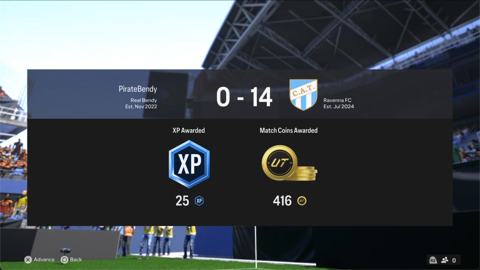 PirateBendy
Real Bendy
Est. Nov 2022
0 - 14
C.A.T.
Ravenna FC
Est. Jul 2024
XP Awarded
Match Coins Awarded
XP
UT
25 XP
416
Advance
Back
0